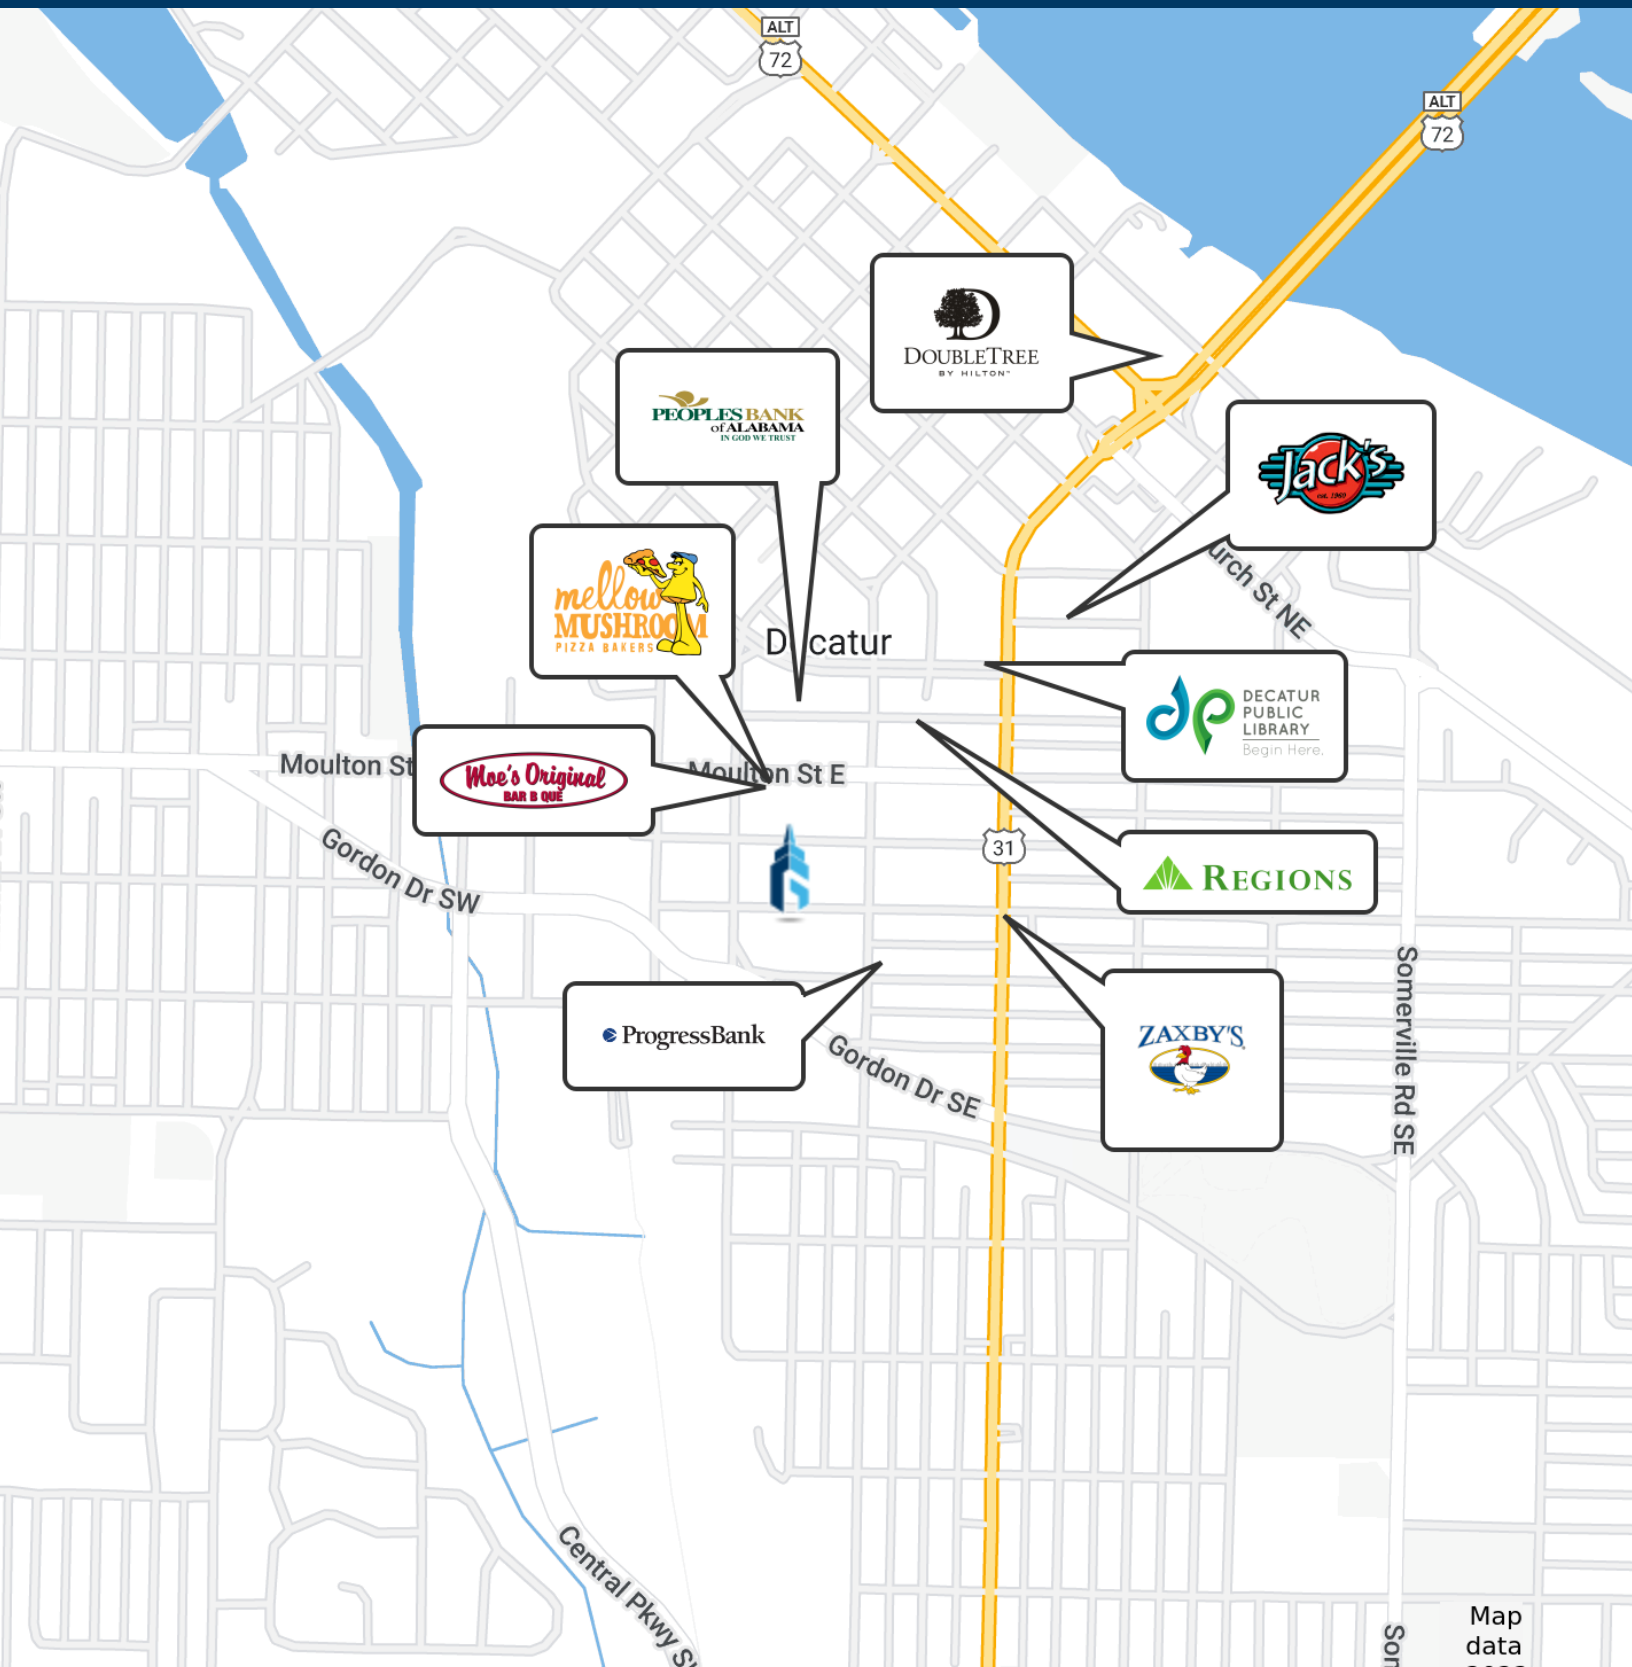 ALT
72
ALT
72
DOUBLETREE
BY HILTON™
PEOPLES BANK
of ALABAMA
IN GOD WE TRUST
Jack's
est. 1960
mellow
MUSHROOM
PIZZA BAKERS
urch St NE
D catur
DECATUR
PUBLIC
LIBRARY
Begin Here.
Moulton St
Moe's Original
BAR B QUE
Moulton St E
Gordon Dr SW
31
REGIONS
ProgressBank
Gordon Dr SE
ZAXBY'S
Somerville Rd SE
Central Pkwy S
Som
Map
data